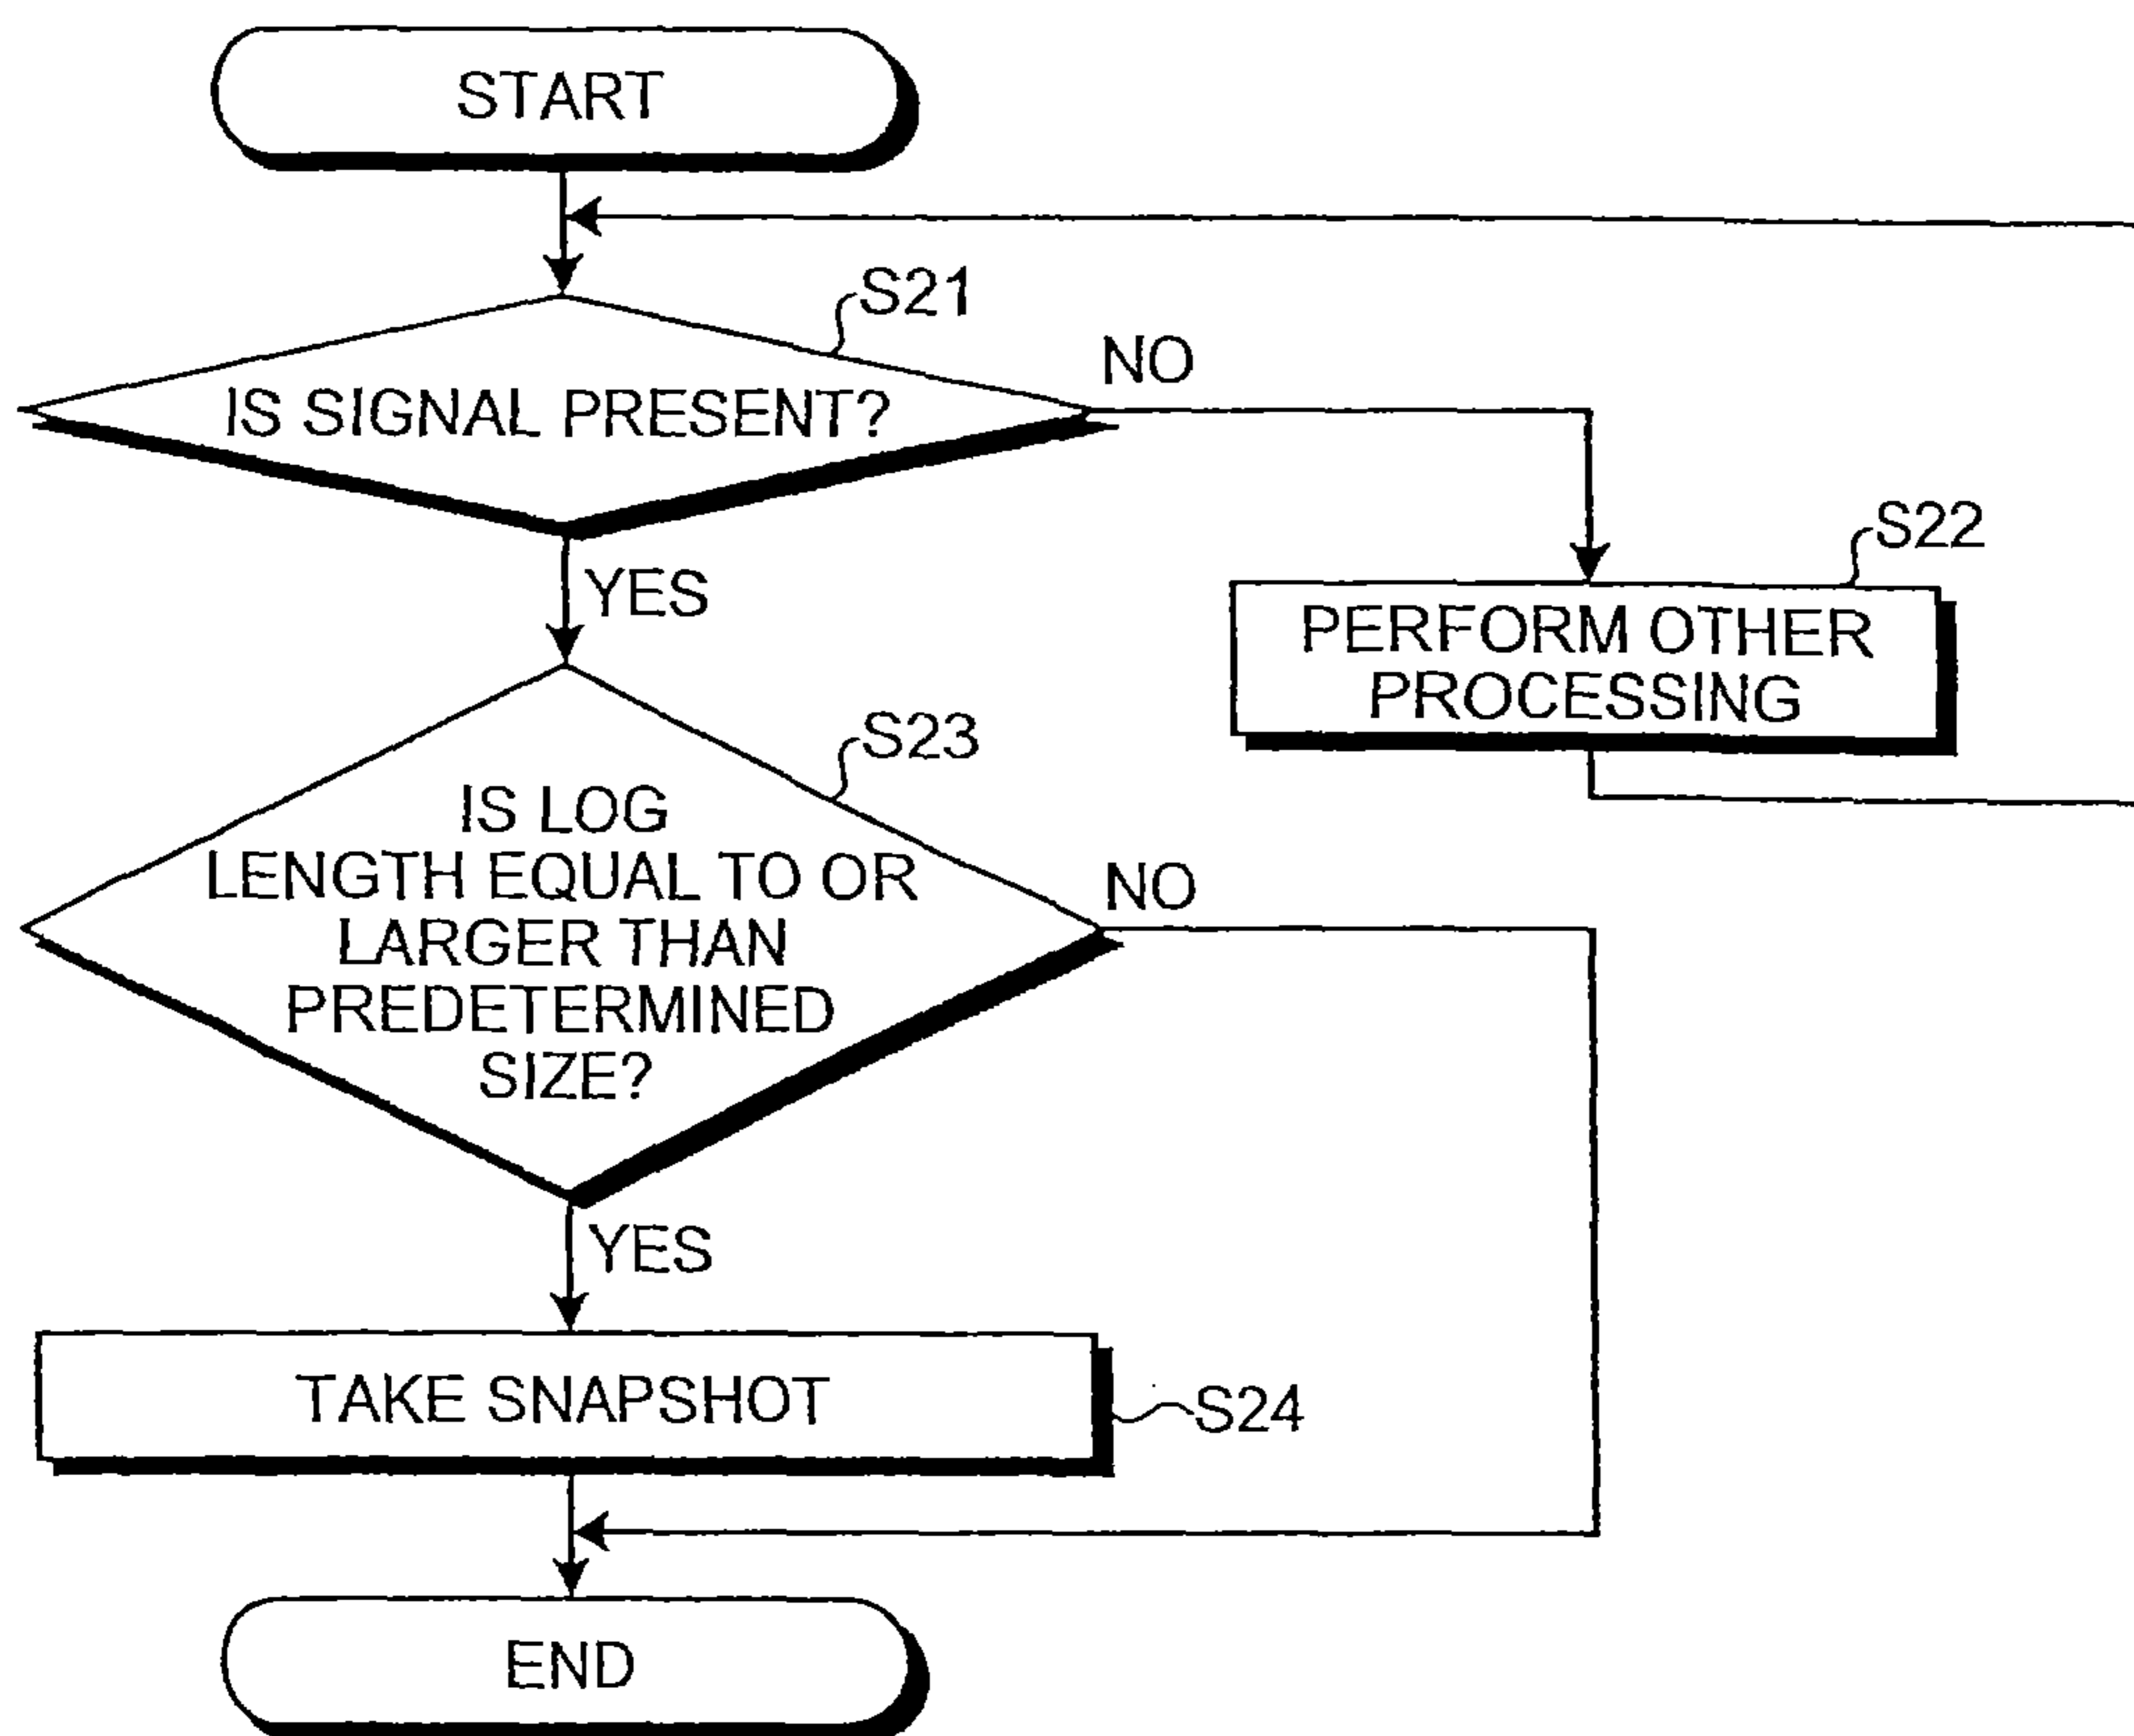 START
S21
NO
IS SIGNAL PRESENT?
YES
S22
PERFORM OTHER
PROCESSING
S23
IS LOG
LENGTH EQUAL TO OR
LARGER THAN
PREDETERMINED
SIZE?
NO
YES
TAKE SNAPSHOT
S24
END